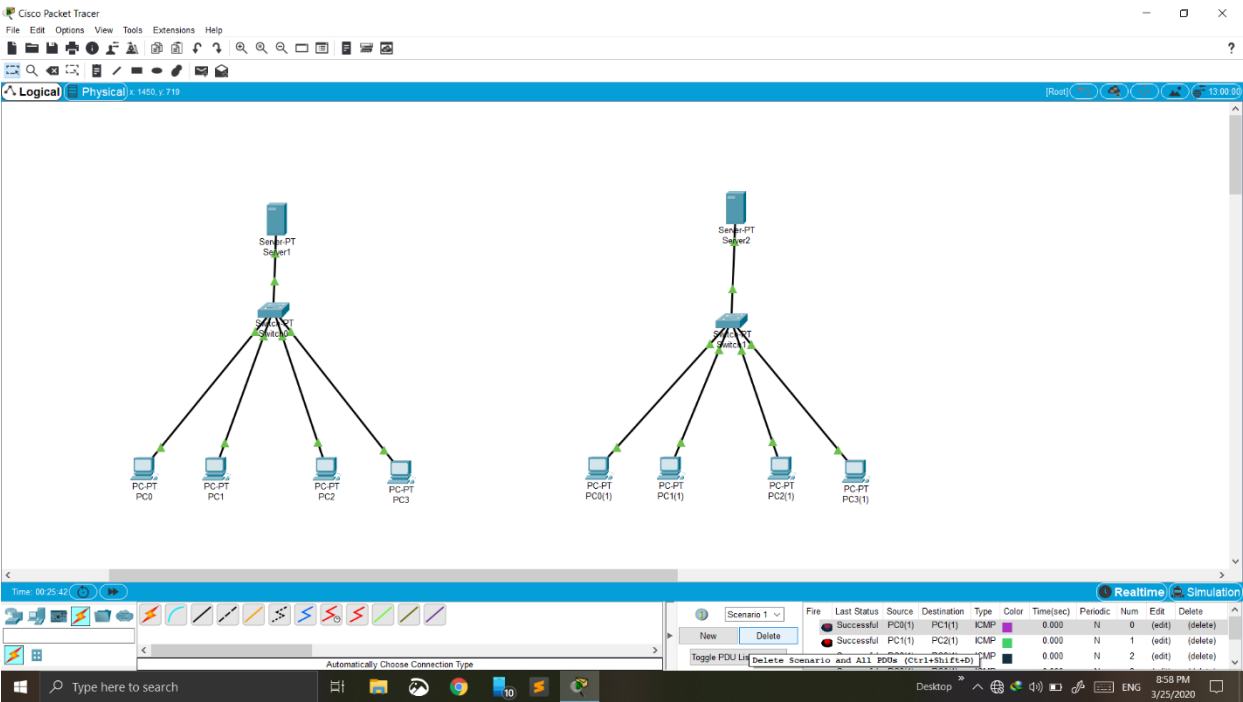 Cisco Packet Tracer
File Edit Options View Tools Extensions Help
?
Logical Physical x: 1450, y: 719 [Root] 13:00:00
Server-PT
Server1
Server-PT
Server2
Switch-PT
Switch0
Switch-PT
Switch1
PC-PT
PC0
PC-PT
PC1
PC-PT
PC2
PC-PT
PC3
PC-PT
PC0(1)
PC-PT
PC1(1)
PC-PT
PC2(1)
PC-PT
PC3(1)
Time: 00:25:42 Realtime Simulation
Scenario 1
New Delete
Toggle PDU Lis
Delete Scenario and All PDUs (Ctrl+Shift+D)
Fire Last Status Source Destination Type Color Time(sec) Periodic Num Edit Delete
Successful PC0(1) PC1(1) ICMP 0.000 N 0 (edit) (delete)
Successful PC1(1) PC2(1) ICMP 0.000 N 1 (edit) (delete)
ICMP 0.000 N 2 (edit) (delete)
Automatically Choose Connection Type
Type here to search
10
Desktop ENG 8:58 PM
3/25/2020